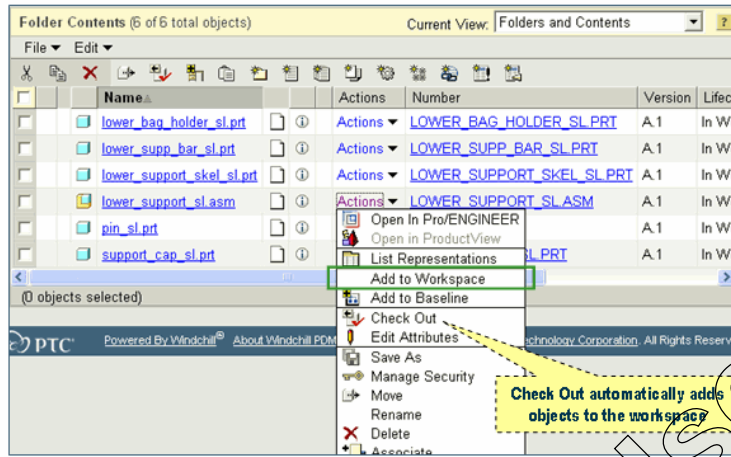 Folder Contents (6 of 6 total objects) Current View: Folders and Contents
File Edit
Name Actions Number Version Lifec
lower_bag_holder_sl.prt Actions LOWER_BAG_HOLDER_SL.PRT A.1 In W
lower_supp_bar_sl.prt Actions LOWER_SUPP_BAR_SL.PRT A.1 In W
lower_support_skel_sl.prt Actions LOWER_SUPPORT_SKEL_SL.PRT A.1 In W
lower_support_sl.asm Actions LOWER_SUPPORT_SL.ASM A.1 In W
pin_sl.prt A.1 In W
support_cap_sl.prt SL.PRT A.1 In W
Open In Pro/ENGINEER
Open in ProductView
List Representations
Add to Workspace
Add to Baseline
Check Out
Edit Attributes
Save As
Manage Security
Move
Rename
Delete
Associate
(0 objects selected)
PTC Powered By Windchill® About Windchill PDM echnology Corporation. All Rights Reserv
Check Out automatically adds
objects to the workspace